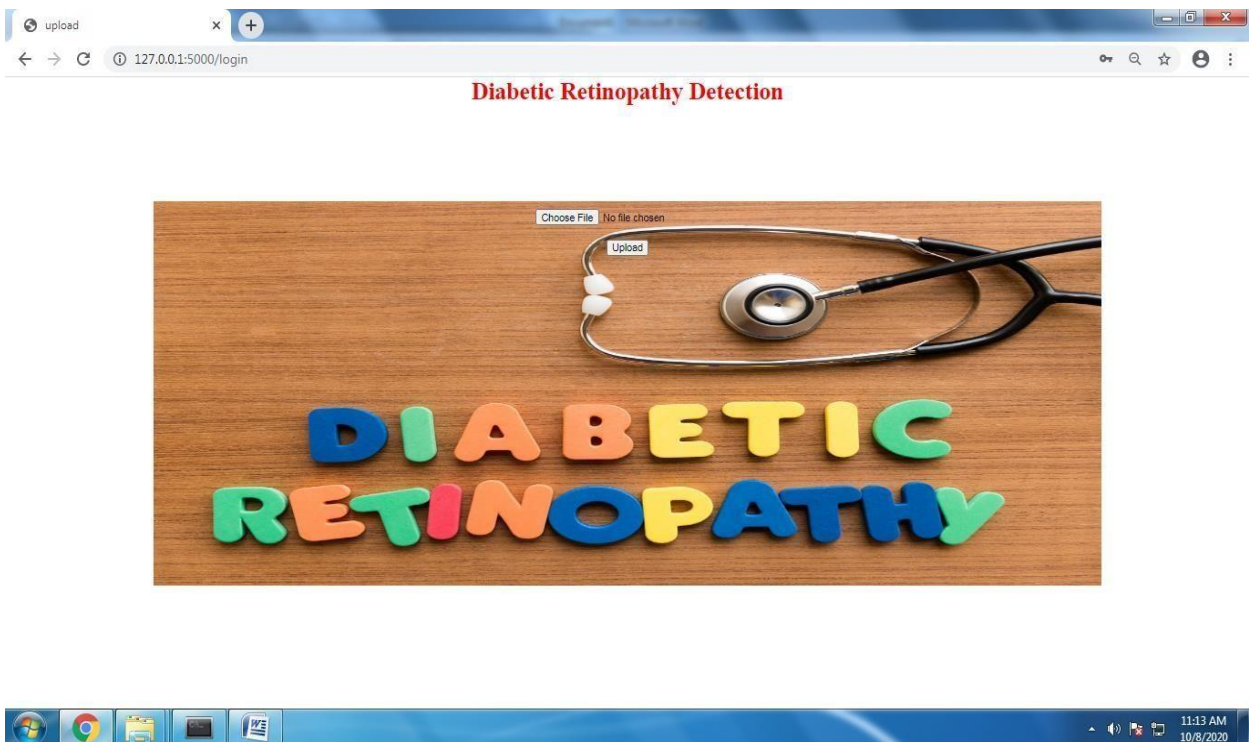 upload
127.0.0.1:5000/login
Diabetic Retinopathy Detection
Choose File No file chosen
Upload
DIABETIC
RETINOPATHY
11:13 AM
10/8/2020